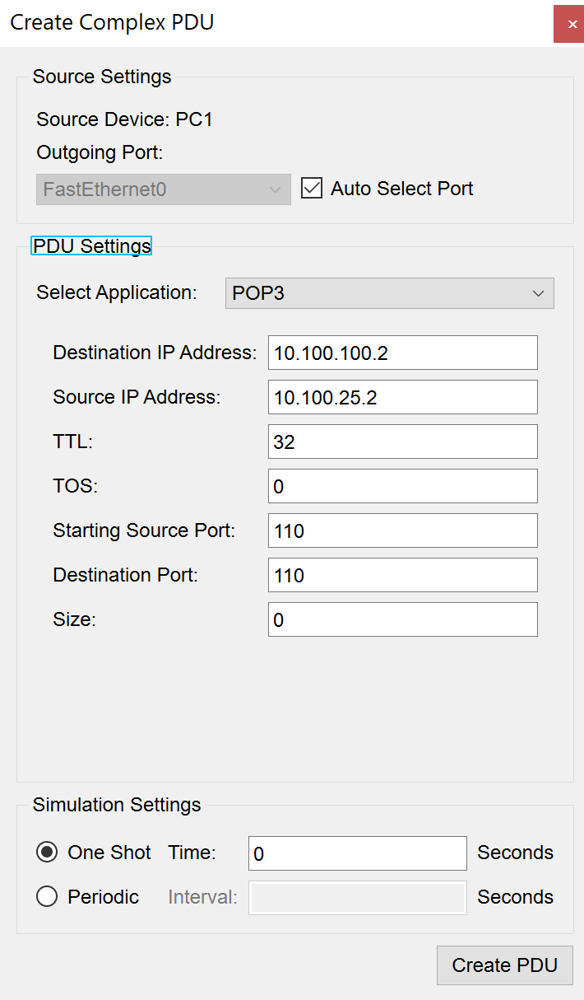 Create Complex PDU
Source Settings
Source Device: PC1
Outgoing Port:
FastEthernet0 Auto Select Port
PDU Settings
Select Application: POP3
Destination IP Address: 10.100.100.2
Source IP Address: 10.100.25.2
TTL: 32
TOS: 0
Starting Source Port: 110
Destination Port: 110
Size: 0
Simulation Settings
One Shot Time: 0 Seconds
Periodic Interval: Seconds
Create PDU